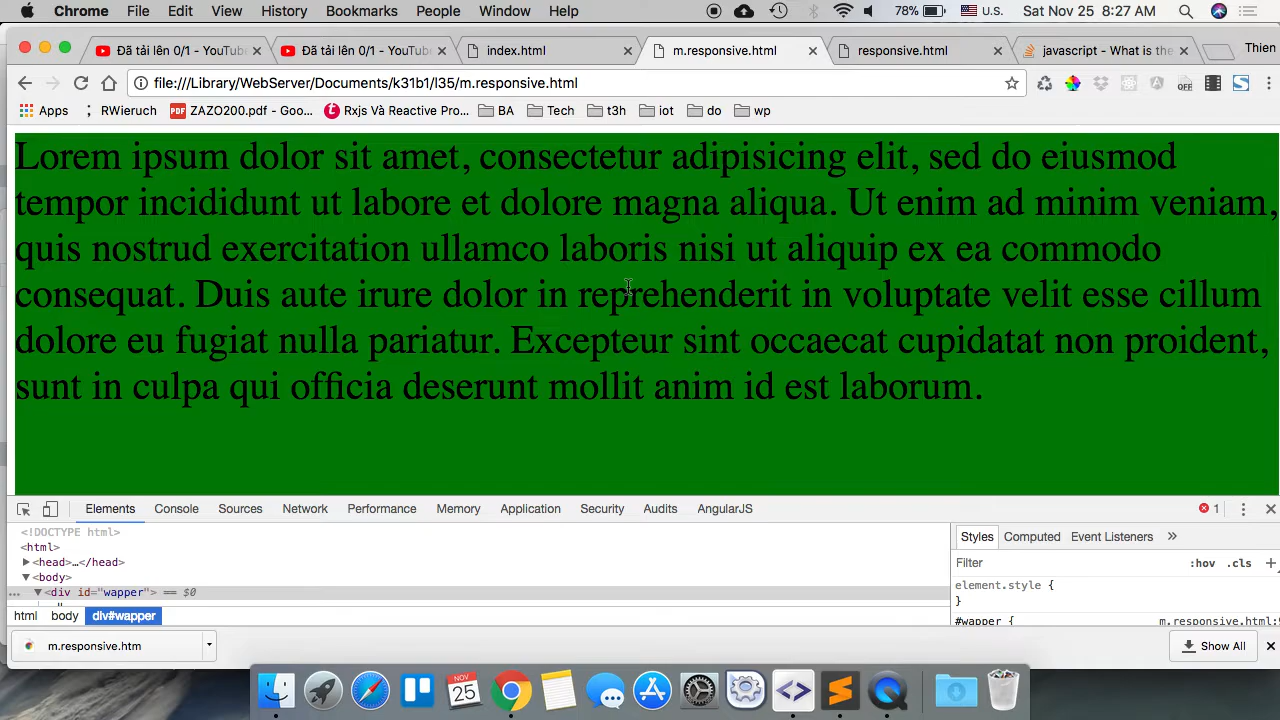 Chrome File Edit View History Bookmarks People Window Help 78% U.S. Sat Nov 25 8:27 AM
Đã tải lên 0/1 - YouTube Đã tải lên 0/1 - YouTube index.html m.responsive.html responsive.html javascript - What is the Thien
file:///Library/WebServer/Documents/k31b1/l35/m.responsive.html
Apps RWieruch ZAZO200.pdf - Goo... Rxjs Và Reactive Pro... BA Tech t3h iot do wp
Lorem ipsum dolor sit amet, consectetur adipisicing elit, sed do eiusmod
tempor incididunt ut labore et dolore magna aliqua. Ut enim ad minim veniam,
quis nostrud exercitation ullamco laboris nisi ut aliquip ex ea commodo
consequat. Duis aute irure dolor in reprehenderit in voluptate velit esse cillum
dolore eu fugiat nulla pariatur. Excepteur sint occaecat cupidatat non proident,
sunt in culpa qui officia deserunt mollit anim id est laborum.
Elements Console Sources Network Performance Memory Application Security Audits AngularJS 1
<!DOCTYPE html>
<html>
<head>…</head>
<body>
... <div id="wapper"> == $0
html body div#wapper
Styles Computed Event Listeners »
Filter :hov .cls +
element.style {
}
#wapper { m.responsive.html:
m.responsive.htm Show All
NOV
25